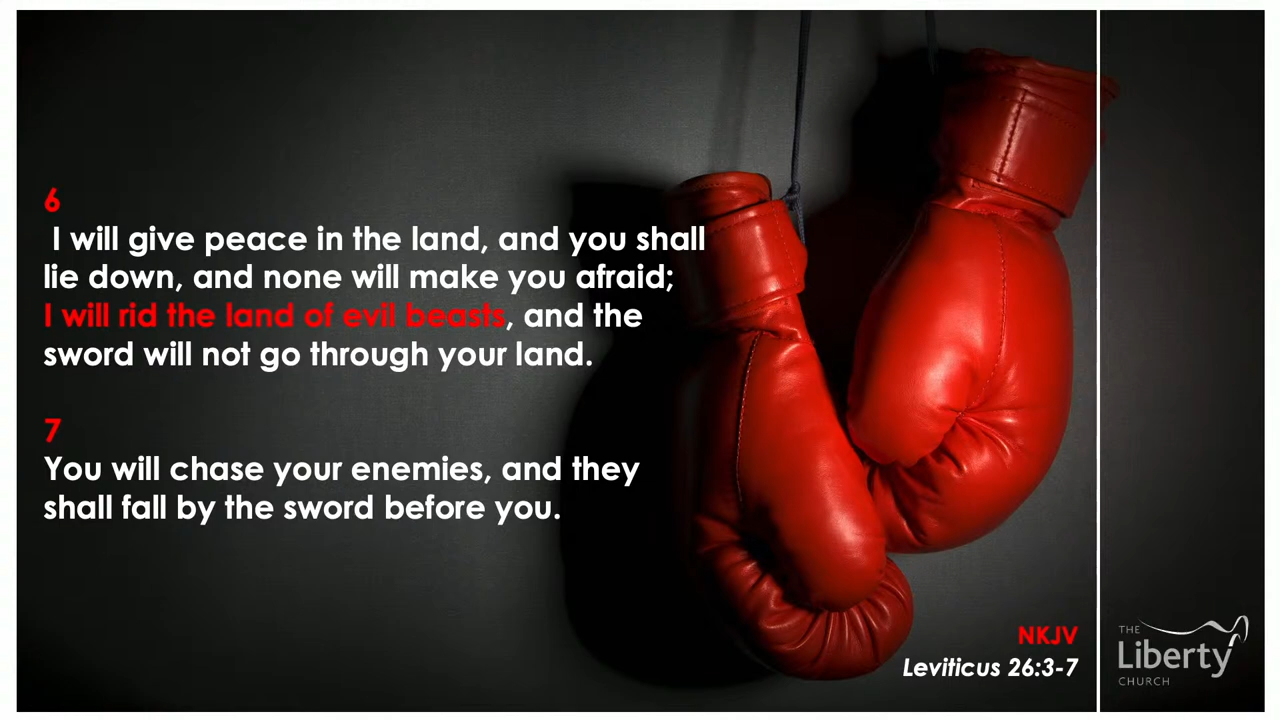 6
I will give peace in the land, and you shall
lie down, and none will make you afraid;
I will rid the land of evil beasts, and the
sword will not go through your land.
7
You will chase your enemies, and they
shall fall by the sword before you.
NKJV
Leviticus 26:3-7
THE
Liberty
CHURCH